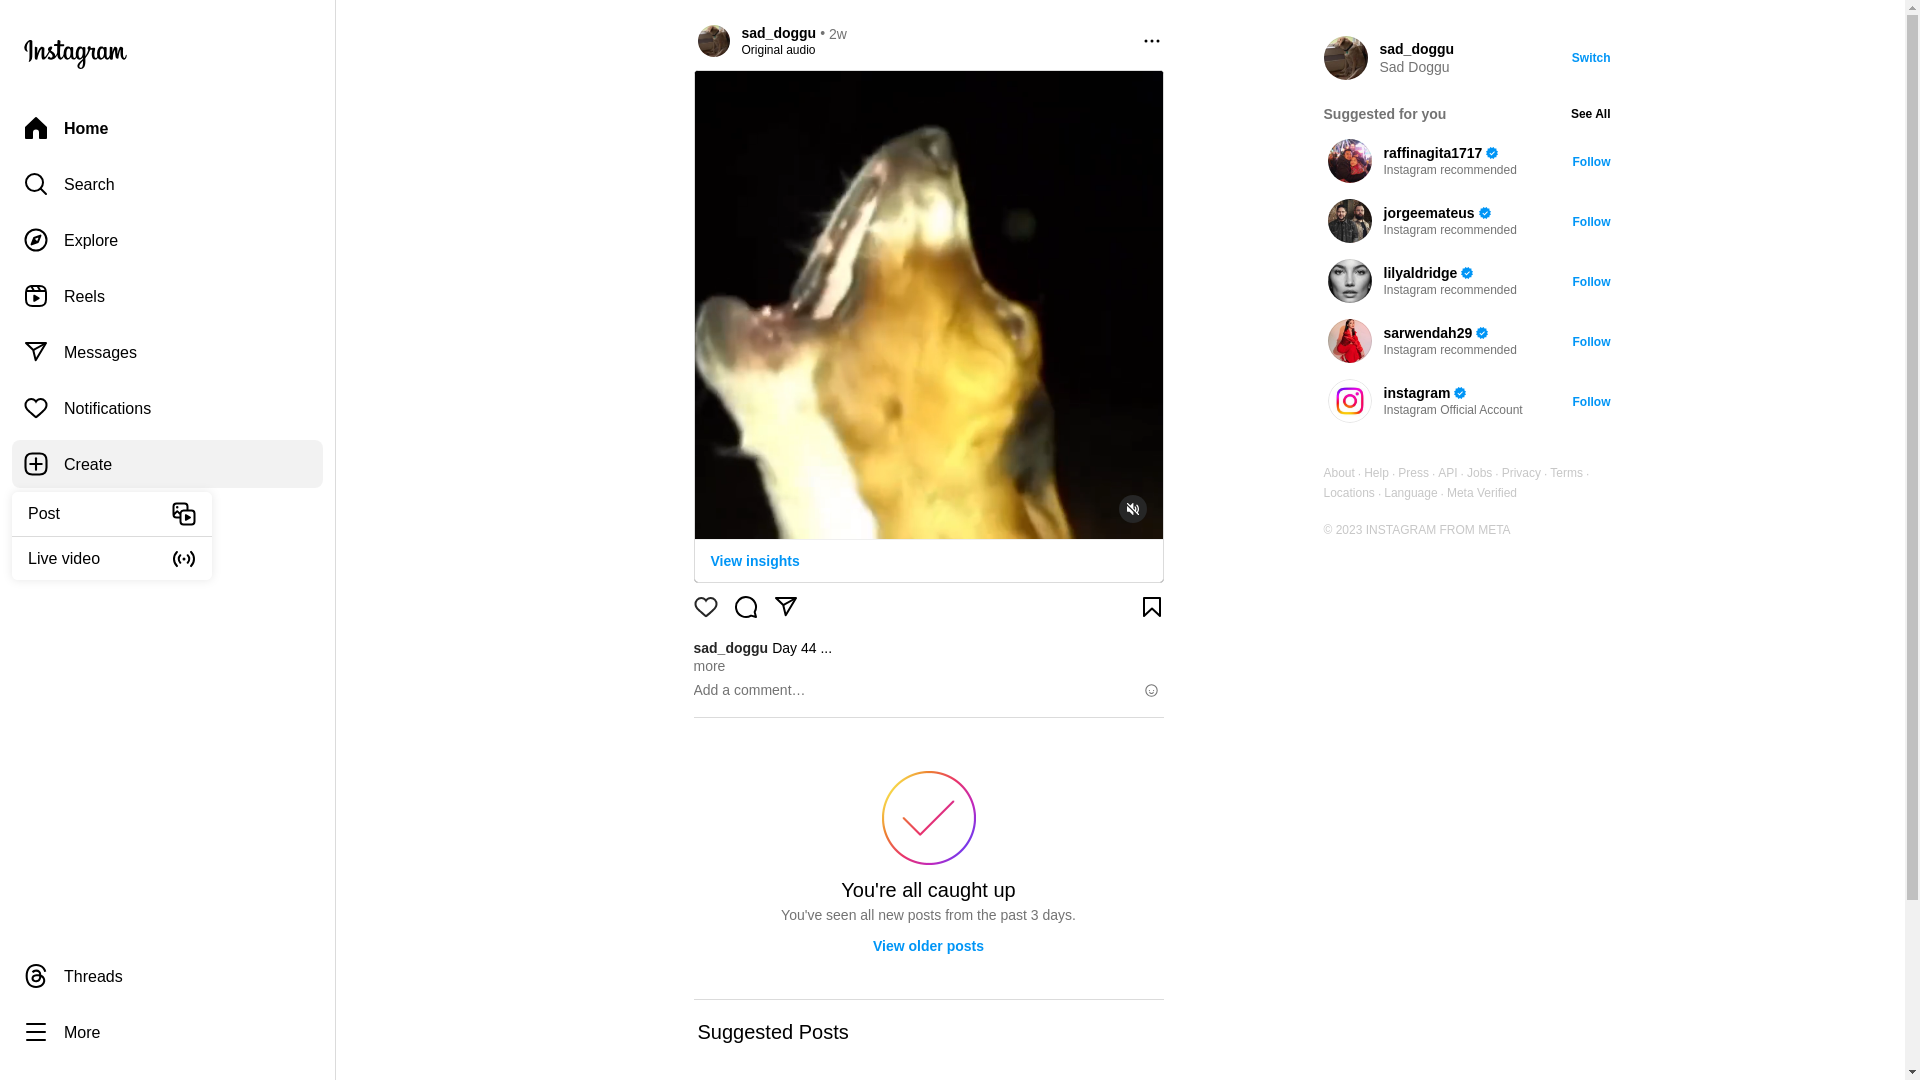 Instagram
Home
Search
Explore
Reels
Messages
Notifications
Create
Post
Live video
Threads
More
sad_doggu • 2w
Original audio
View insights
sad_doggu Day 44 ...
more
Add a comment…
You're all caught up
You've seen all new posts from the past 3 days.
View older posts
Suggested Posts
sad_doggu
Sad Doggu
Switch
Suggested for you
See All
raffinagita1717
Instagram recommended
Follow
jorgeemateus
Instagram recommended
Follow
lilyaldridge
Instagram recommended
Follow
sarwendah29
Instagram recommended
Follow
instagram
Instagram Official Account
Follow
About · Help · Press · API · Jobs · Privacy · Terms ·
Locations · Language · Meta Verified
© 2023 INSTAGRAM FROM META